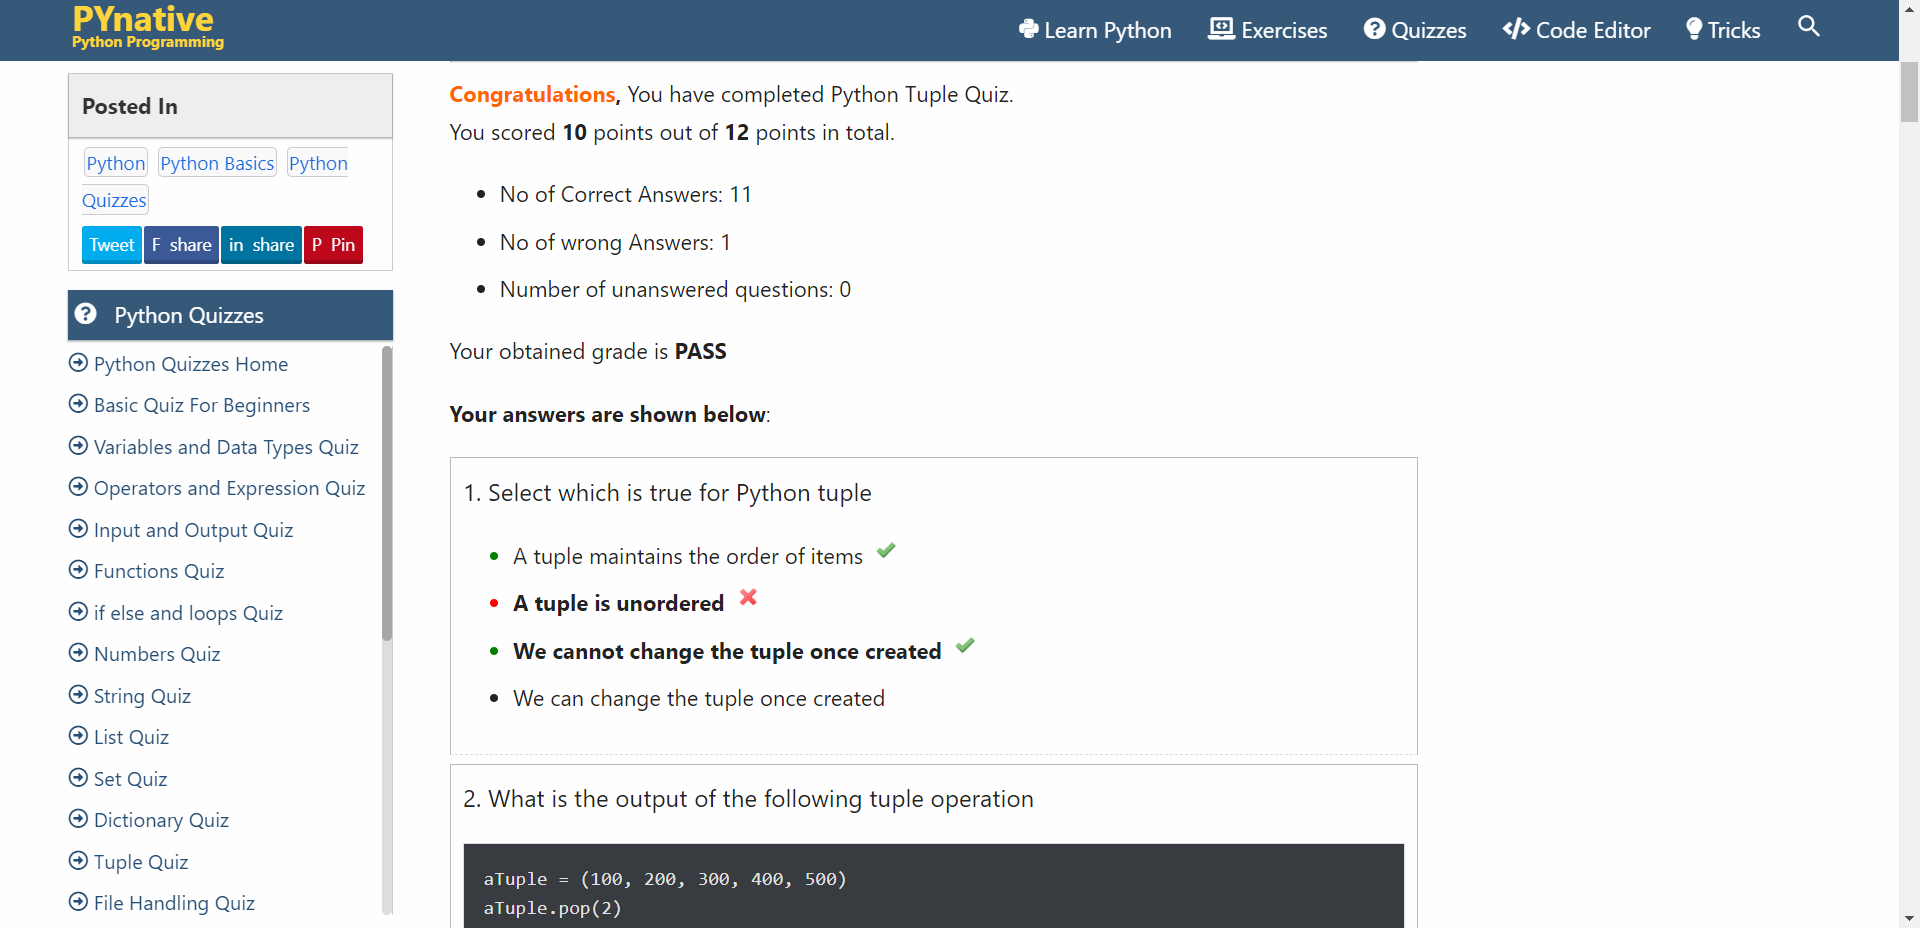 PYnative
Python Programming
Learn Python
Exercises
Quizzes
Code Editor
Tricks
Posted In
Python Python Basics Python
Quizzes
Tweet F share in share P Pin
Python Quizzes
Python Quizzes Home
Basic Quiz For Beginners
Variables and Data Types Quiz
Operators and Expression Quiz
Input and Output Quiz
Functions Quiz
if else and loops Quiz
Numbers Quiz
String Quiz
List Quiz
Set Quiz
Dictionary Quiz
Tuple Quiz
File Handling Quiz
Congratulations, You have completed Python Tuple Quiz.
You scored 10 points out of 12 points in total.
No of Correct Answers: 11
No of wrong Answers: 1
Number of unanswered questions: 0
Your obtained grade is PASS
Your answers are shown below:
1. Select which is true for Python tuple
A tuple maintains the order of items
A tuple is unordered
We cannot change the tuple once created
We can change the tuple once created
2. What is the output of the following tuple operation
aTuple = (100, 200, 300, 400, 500)
aTuple.pop(2)